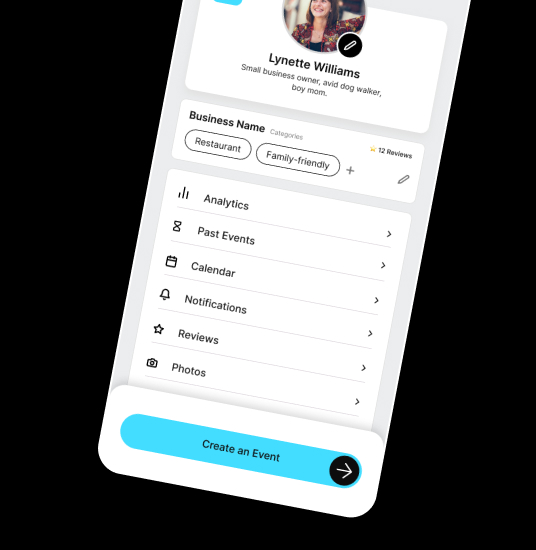 Lynette Williams
Small business owner, avid dog walker,
boy mom.
Business Name Categories
12 Reviews
Restaurant Family-friendly +
Analytics
Past Events
Calendar
Notifications
Reviews
Photos
Create an Event